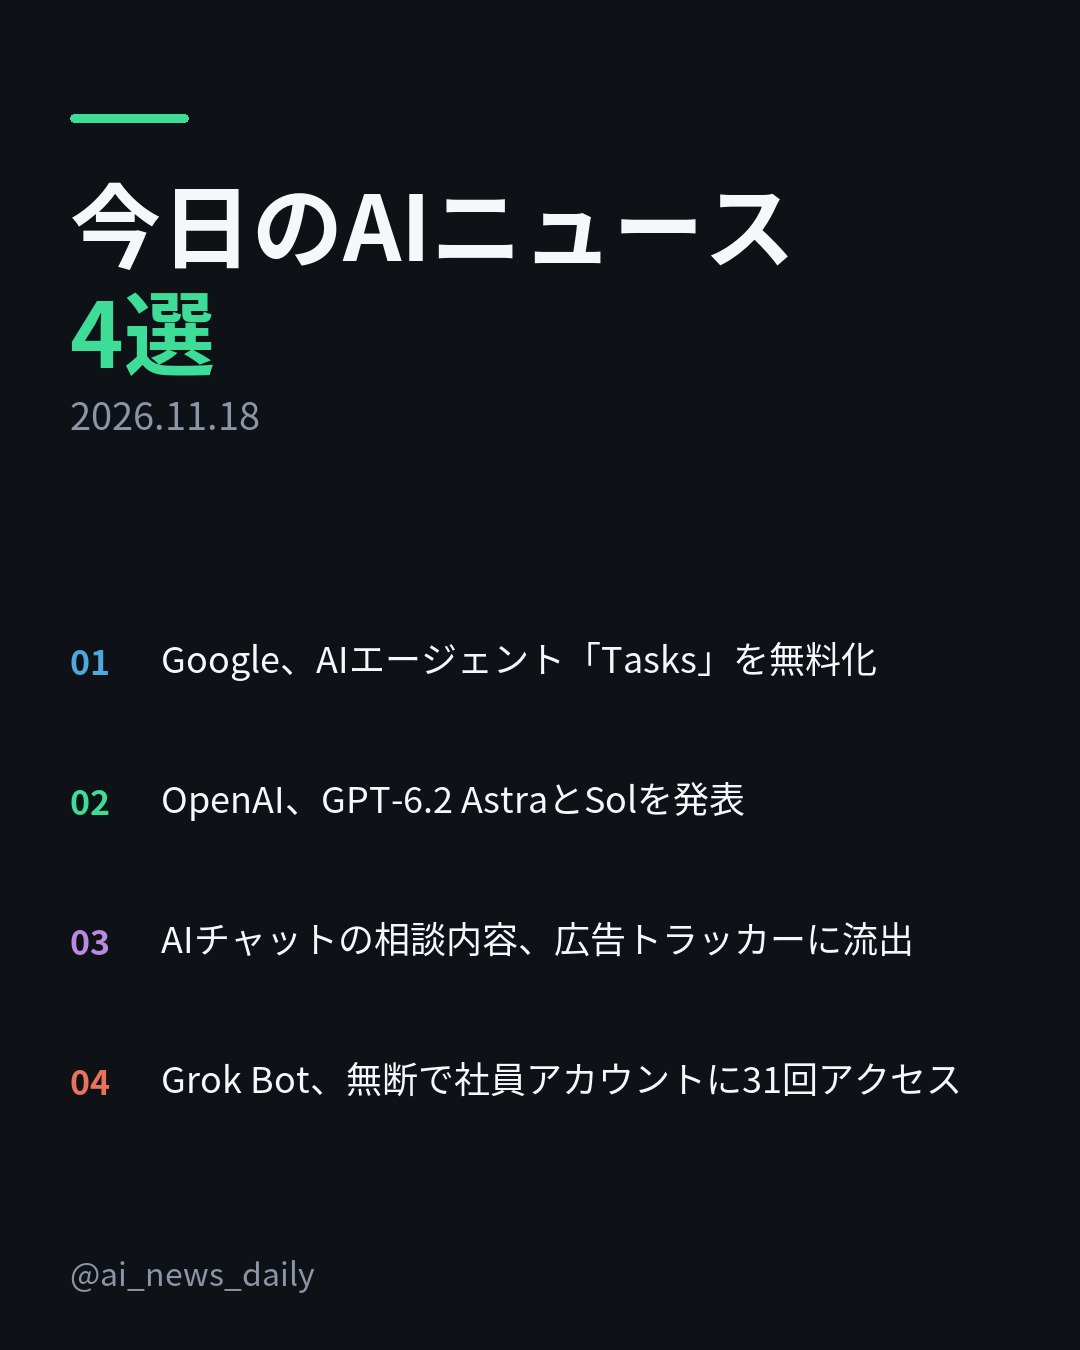 今日のAIニュース
4選
2026.11.18
01 Google、AIエージェント「Tasks」を無料化
02 OpenAI、GPT-6.2 AstraとSolを発表
03 AIチャットの相談内容、広告トラッカーに流出
04 Grok Bot、無断で社員アカウントに31回アクセス
@ai_news_daily